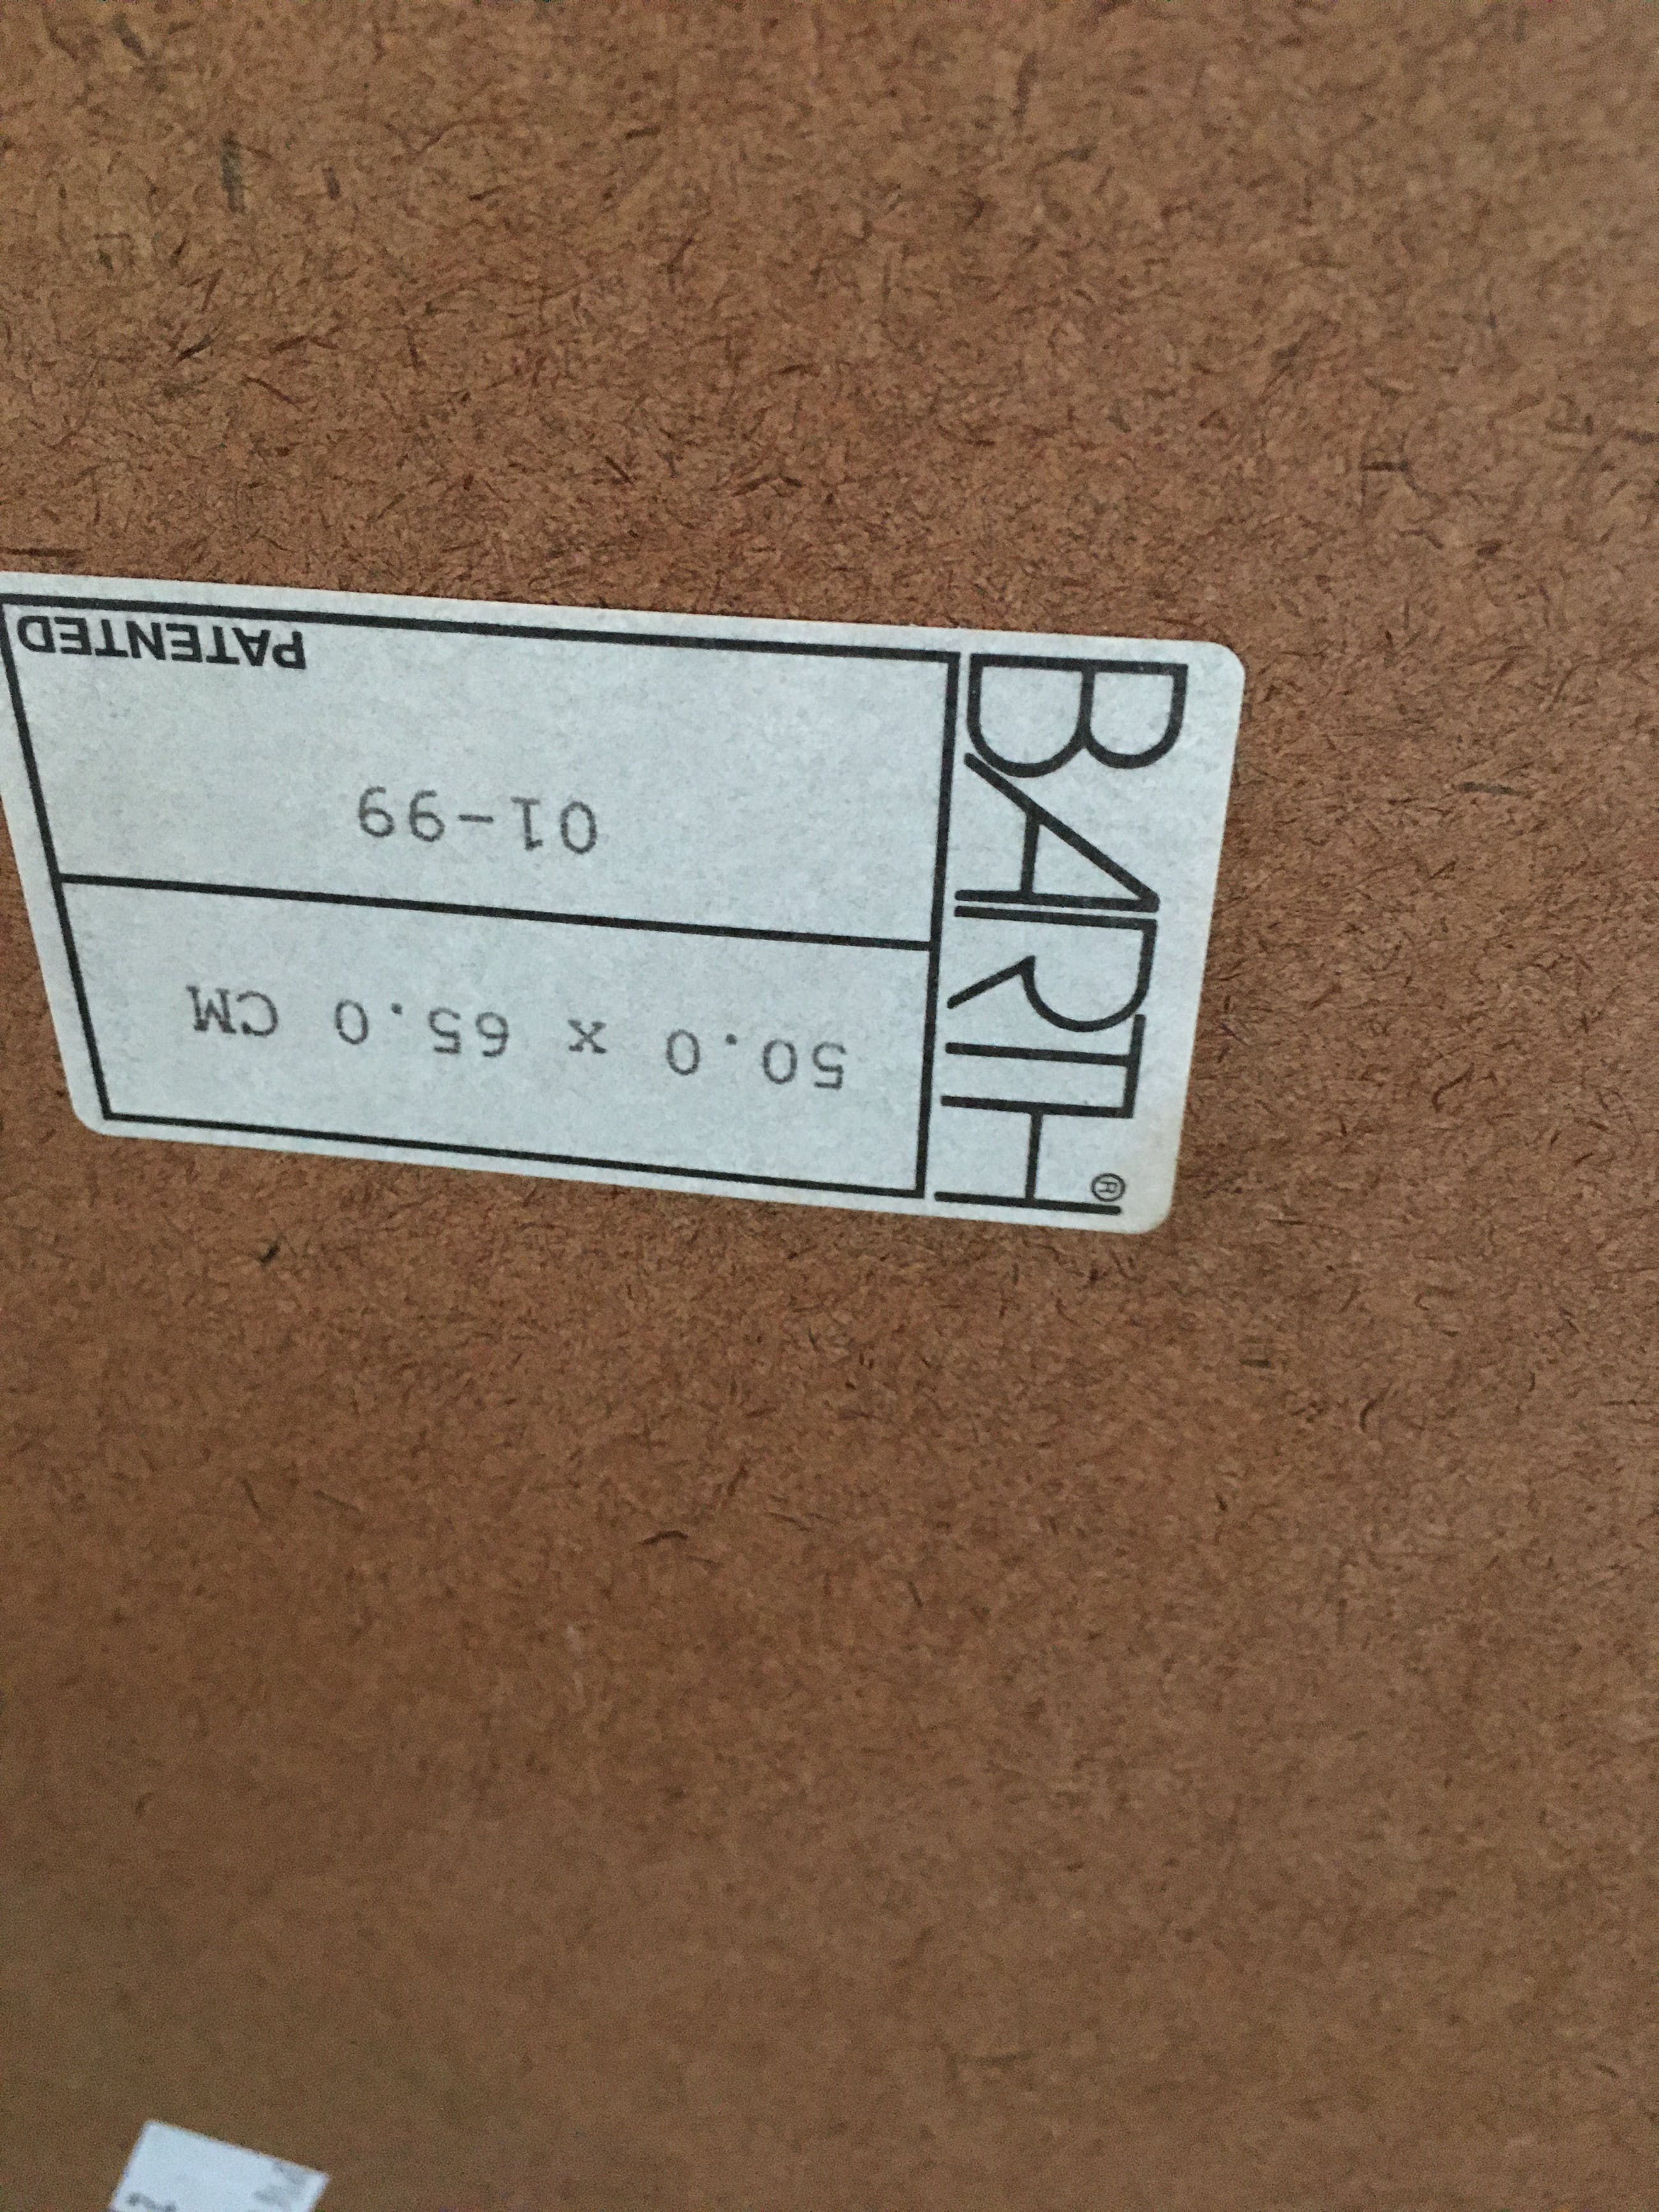 BARTH®
50.0 x 65.0 CM
01-99
PATENTED